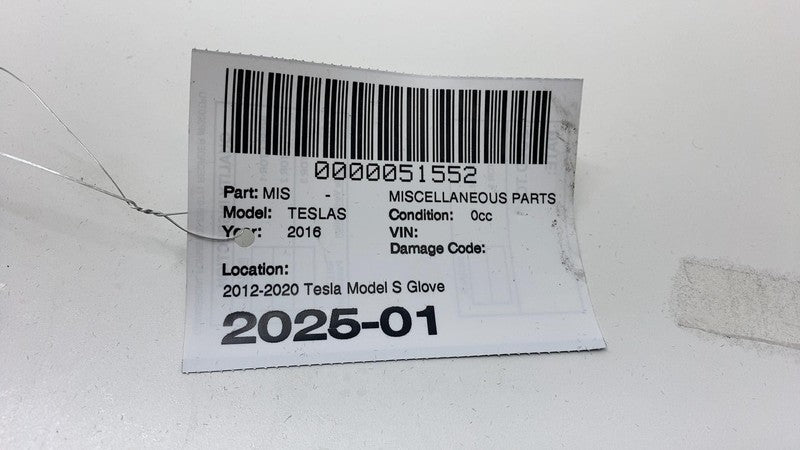 0000051552
Part: MIS - MISCELLANEOUS PARTS
Model: TESLAS Condition: 0cc
Year: 2016 VIN:
Damage Code:
Location:
2012-2020 Tesla Model S Glove
2025-01